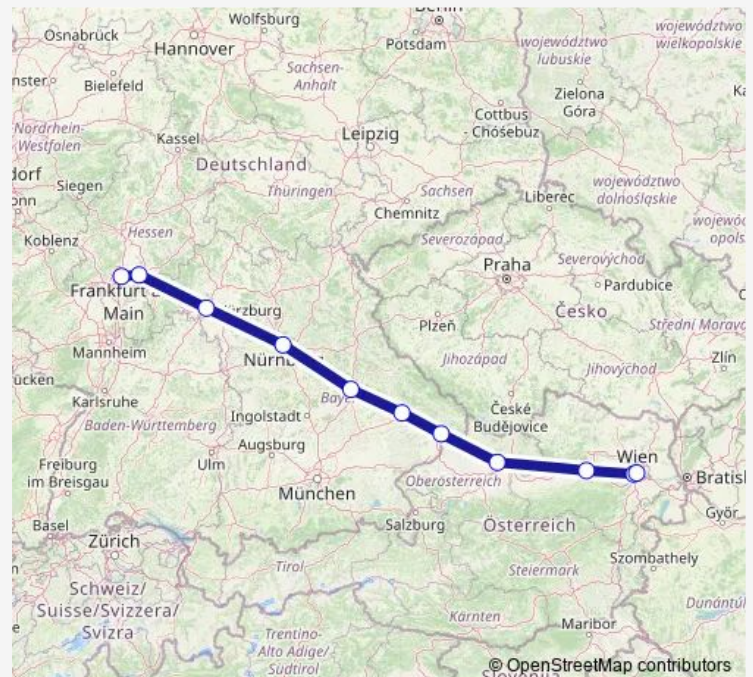 Berlin
Wolfsburg
Osnabrück
Hannover
Potsdam
województwo
lubuskie
województwo
wielkopolskie
Bielefeld
Sachsen-
Anhalt
Zielona
Góra
Cottbus
- Chóśebuz
Nordrhein-
Westfalen
Kassel
Leipzig
Deutschland
Siegen
Thüringen
Sachsen
Liberec
województwo
dolnośląskie
Chemnitz
Koblenz
Hessen
Severozápad
Severovýchod
Praha
Pardubice
Frankfurt a
Main
Plzeň
Česko
Střední Morava
Mannheim
Jihozápad
Jihovýchod
Zlín
Karlsruhe
Ingolstadt
České
Budějovice
Baden-Württemberg
Augsburg
Wien
Freiburg
im Breisgau
Ulm
München
Oberösterreich
Bratisl
Basel
Salzburg
Österreich
Győr
Zürich
Szombathely
Tirol
Steiermark
Schweiz/
Suisse/Svizzera/
Svizra
Kärnten
Dunántúl
Maribor
Trentino-
Alto Adige/
Südtirol
© OpenStreetMap contributors
Slovenija